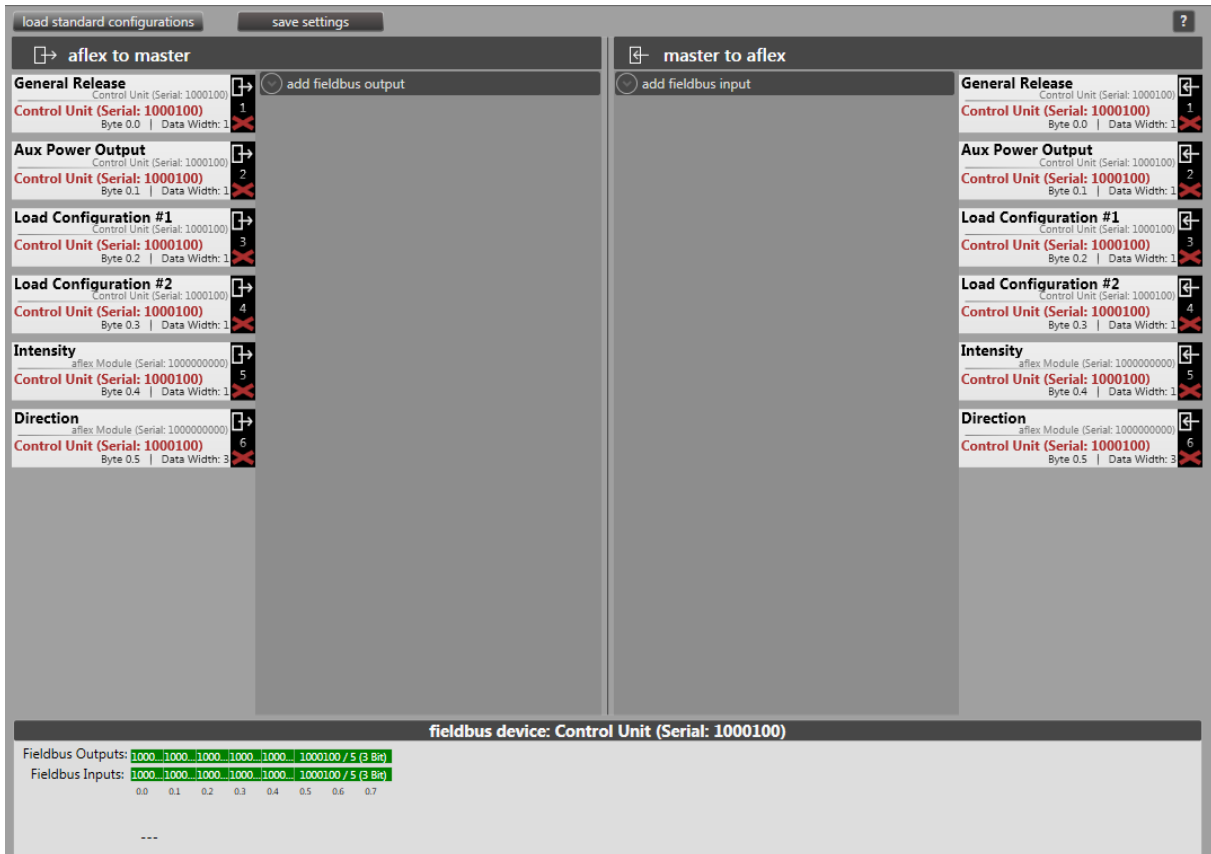 load standard configurations
save settings
?
aflex to master
General Release
Control Unit (Serial: 1000100)
Control Unit (Serial: 1000100)
Byte 0.0 | Data Width: 1
1
Aux Power Output
Control Unit (Serial: 1000100)
Control Unit (Serial: 1000100)
Byte 0.1 | Data Width: 1
2
Load Configuration #1
Control Unit (Serial: 1000100)
Control Unit (Serial: 1000100)
Byte 0.2 | Data Width: 1
3
Load Configuration #2
Control Unit (Serial: 1000100)
Control Unit (Serial: 1000100)
Byte 0.3 | Data Width: 1
4
Intensity
aflex Module (Serial: 1000000000)
Control Unit (Serial: 1000100)
Byte 0.4 | Data Width: 1
5
Direction
aflex Module (Serial: 1000000000)
Control Unit (Serial: 1000100)
Byte 0.5 | Data Width: 3
6
add fieldbus output
master to aflex
add fieldbus input
General Release
Control Unit (Serial: 1000100)
Control Unit (Serial: 1000100)
Byte 0.0 | Data Width: 1
1
Aux Power Output
Control Unit (Serial: 1000100)
Control Unit (Serial: 1000100)
Byte 0.1 | Data Width: 1
2
Load Configuration #1
Control Unit (Serial: 1000100)
Control Unit (Serial: 1000100)
Byte 0.2 | Data Width: 1
3
Load Configuration #2
Control Unit (Serial: 1000100)
Control Unit (Serial: 1000100)
Byte 0.3 | Data Width: 1
4
Intensity
aflex Module (Serial: 1000000000)
Control Unit (Serial: 1000100)
Byte 0.4 | Data Width: 1
5
Direction
aflex Module (Serial: 1000000000)
Control Unit (Serial: 1000100)
Byte 0.5 | Data Width: 3
6
fieldbus device: Control Unit (Serial: 1000100)
Fieldbus Outputs: 1000... 1000... 1000... 1000... 1000... 1000100 / 5 (3 Bit)
Fieldbus Inputs: 1000... 1000... 1000... 1000... 1000... 1000100 / 5 (3 Bit)
0.0 0.1 0.2 0.3 0.4 0.5 0.6 0.7
---